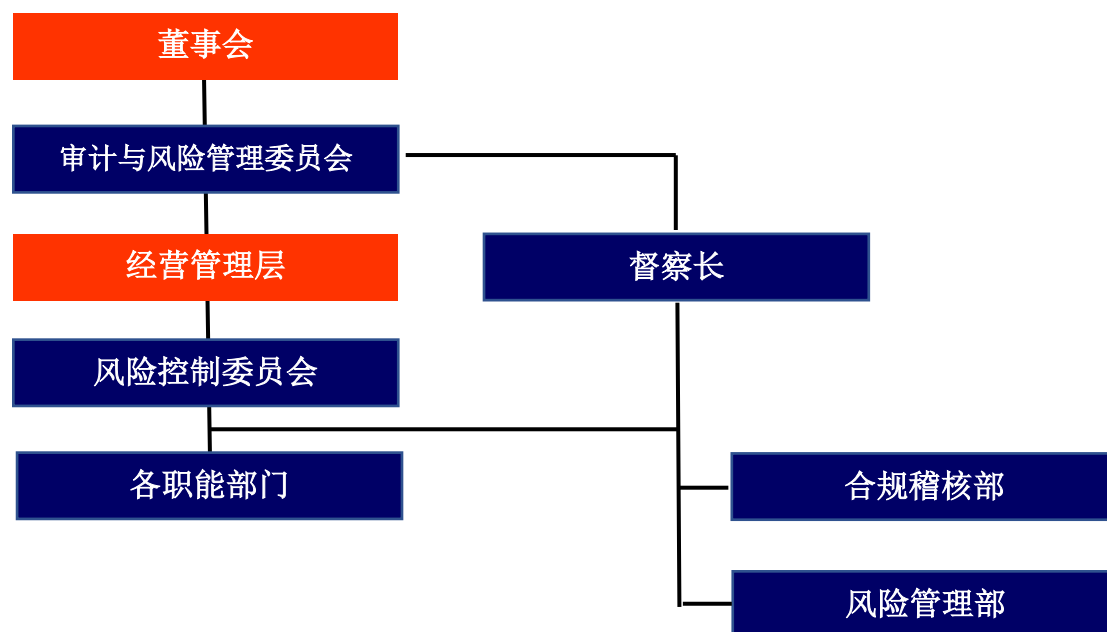 董事会
审计与风险管理委员会
经营管理层
督察长
风险控制委员会
各职能部门
合规稽核部
风险管理部